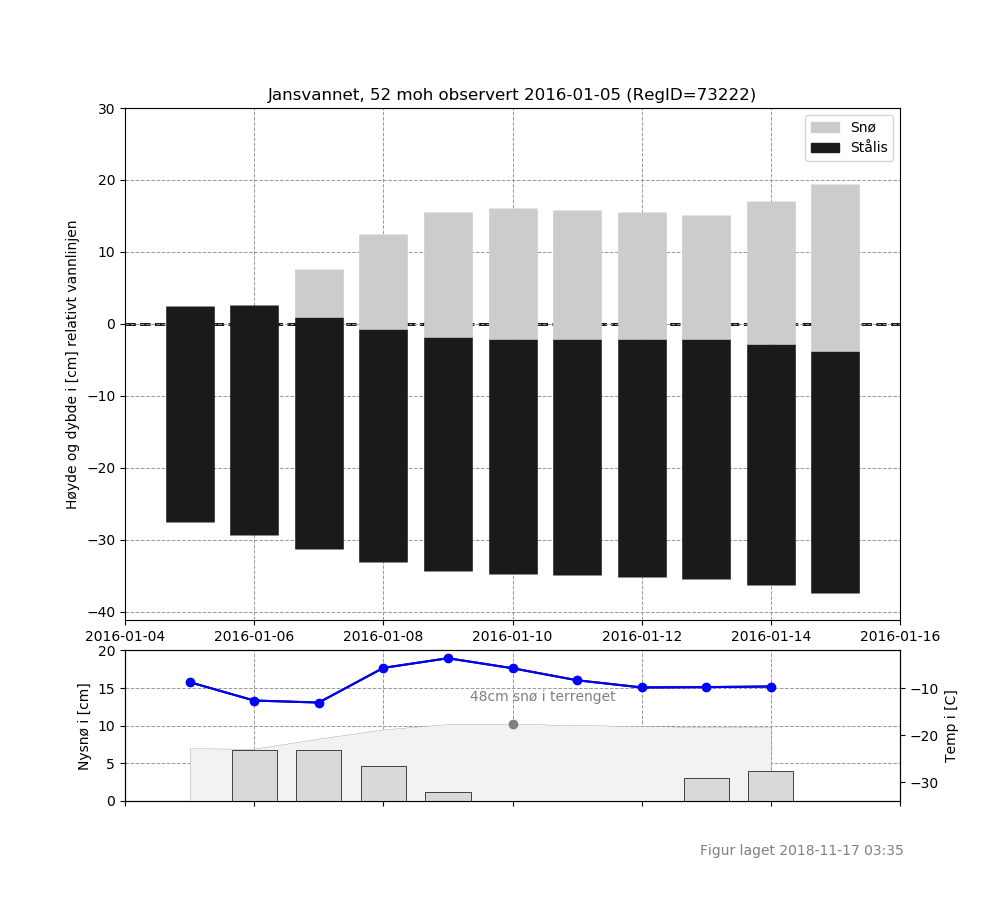 Jansvannet, 52 moh observert 2016-01-05 (RegID=73222)
Høyde og dybde i [cm] relativt vannlinjen
30
20
10
0
−10
−20
−30
−40
Snø
Stålis
2016-01-04 2016-01-06 2016-01-08 2016-01-10 2016-01-12 2016-01-14 2016-01-16
Nysnø i [cm]
20
15
10
5
0
48cm snø i terrenget
−10
−20
−30
Temp i [C]
Figur laget 2018-11-17 03:35